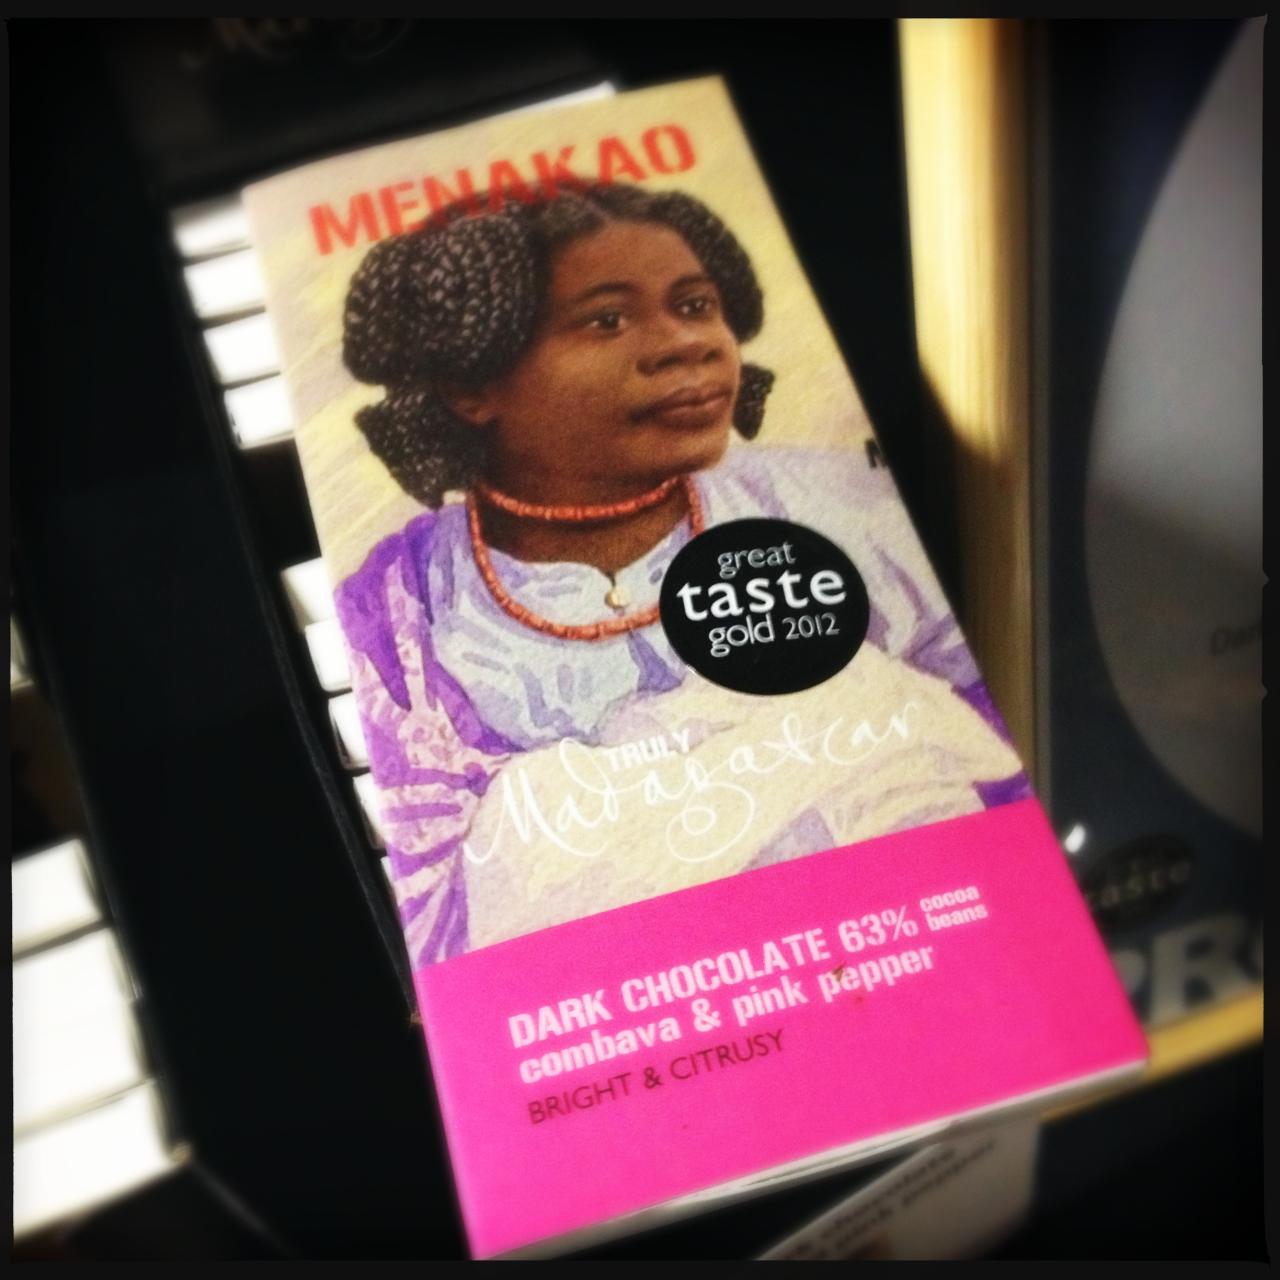 MENAKAO
great
taste
gold 2012
TRULY
Madagascar
DARK CHOCOLATE 63% cocoa beans
combava & pink pepper
BRIGHT & CITRUSY